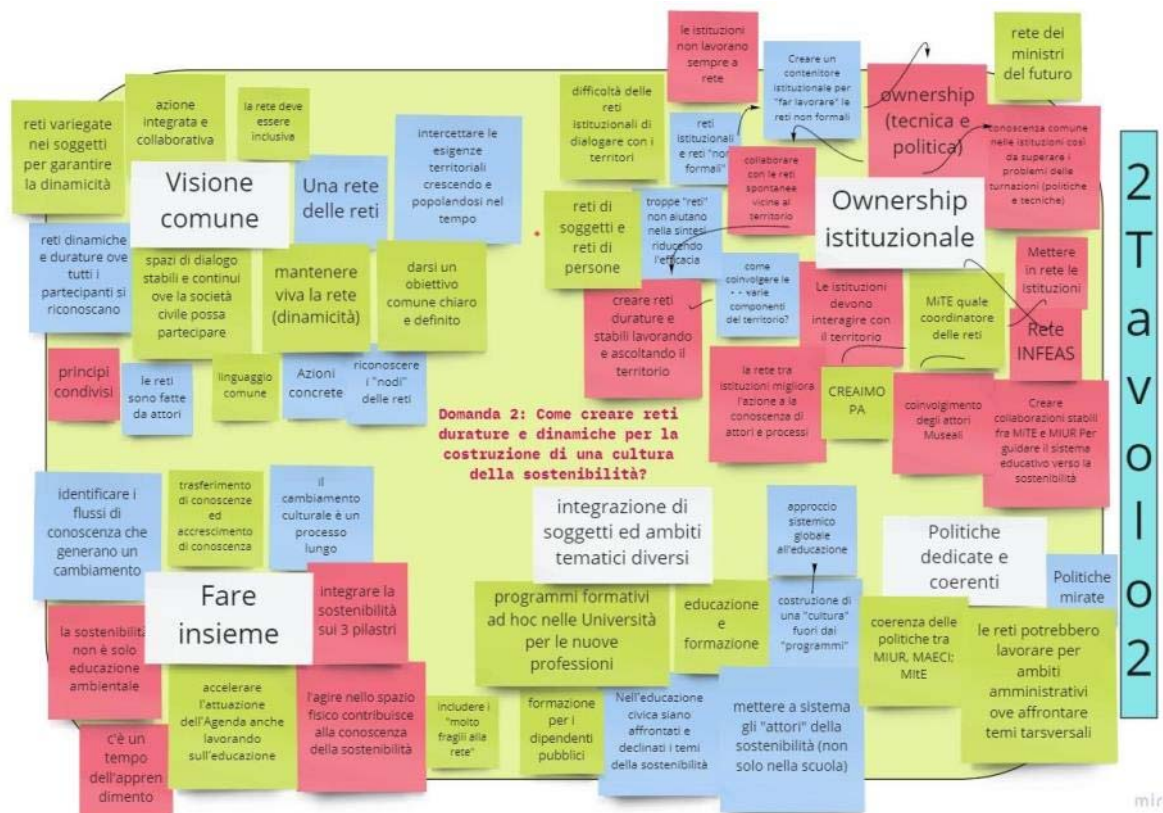 reti variegate
nei soggetti
per garantire
la dinamicità
azione
integrata e
collaborativa
la rete deve
essere
inclusiva
intercettare le
esigenze
territoriali
crescendo e
popolandosi nel
tempo
Visione
comune
Una rete
delle reti
reti dinamiche
e durature ove
tutti i
partecipanti si
riconoscano
spazi di dialogo
stabili e continui
ove la società
civile possa
partecipare
mantenere
viva la rete
(dinamicità)
darsi un
obiettivo
comune chiaro
e definito
principi
condivisi
le reti
sono fatte
da attori
linguaggio
comune
Azioni
concrete
riconoscere
i "nodi"
delle reti
le istituzioni
non lavorano
sempre a
rete
Creare un
contenitore
istituzionale per
"far lavorare" le
reti non formali
rete dei
ministri
del futuro
difficoltà delle
reti
istituzionali di
dialogare con i
territori
reti
istituzionali
e reti "non
formali"
ownership
(tecnica e
politica)
conoscenza comune
nelle istituzioni così
da superare i
problemi delle
turnazioni (politiche
e tecniche)
collaborare
con le reti
spontanee
vicine al
territorio
Ownership
istituzionale
reti di
soggetti e
reti di
persone
troppe "reti"
non aiutano
nella sintesi
riducendo
l'efficacia
come
coinvolgere le
varie
componenti
del territorio?
Mettere
in rete le
istituzioni
creare reti
durature e
stabili lavorando
e ascoltando il
territorio
Le istituzioni
devono
interagire con
il territorio
MiTE quale
coordinatore
delle reti
Rete
INFEAS
la rete tra
istituzioni migliora
l'azione a la
conoscenza di
attori e processi
CREAIMO
PA
coinvolgimento
degli attori
Museali
Creare
collaborazioni stabili
fra MiTE e MIUR Per
guidare il sistema
educativo verso la
sostenibilità
Domanda 2: Come creare reti
durature e dinamiche per la
costruzione di una cultura
della sostenibilità?
2 Tavolo 2
identificare i
flussi di
conoscenza che
generano un
cambiamento
trasferimento
di conoscenze
ed
accrescimento
di conoscenza
il
cambiamento
culturale è un
processo
lungo
Fare
insieme
integrare la
sostenibilità
sui 3 pilastri
la sostenibilità
non è solo
educazione
ambientale
accelerare
l'attuazione
dell'Agenda anche
lavorando
sull'educazione
l'agire nello spazio
fisico contribuisce
alla conoscenza
della sostenibilità
c'è un
tempo
dell'appren
dimento
integrazione di
soggetti ed ambiti
tematici diversi
approccio
sistemico
globale
all'educazione
programmi formativi
ad hoc nelle Università
per le nuove
professioni
educazione
e
formazione
costruzione di
una "cultura"
fuori dai
"programmi"
includere i
"molto
fragili alla
rete"
formazione
per i
dipendenti
pubblici
Nell'educazione
civica siano
affrontati e
declinati i temi
della sostenibilità
mettere a sistema
gli "attori" della
sostenibilità (non
solo nella scuola)
Politiche
dedicate e
coerenti
Politiche
mirate
coerenza delle
politiche tra
MIUR, MAECI;
MItE
le reti potrebbero
lavorare per
ambiti
amministrativi
ove affrontare
temi tarsversali